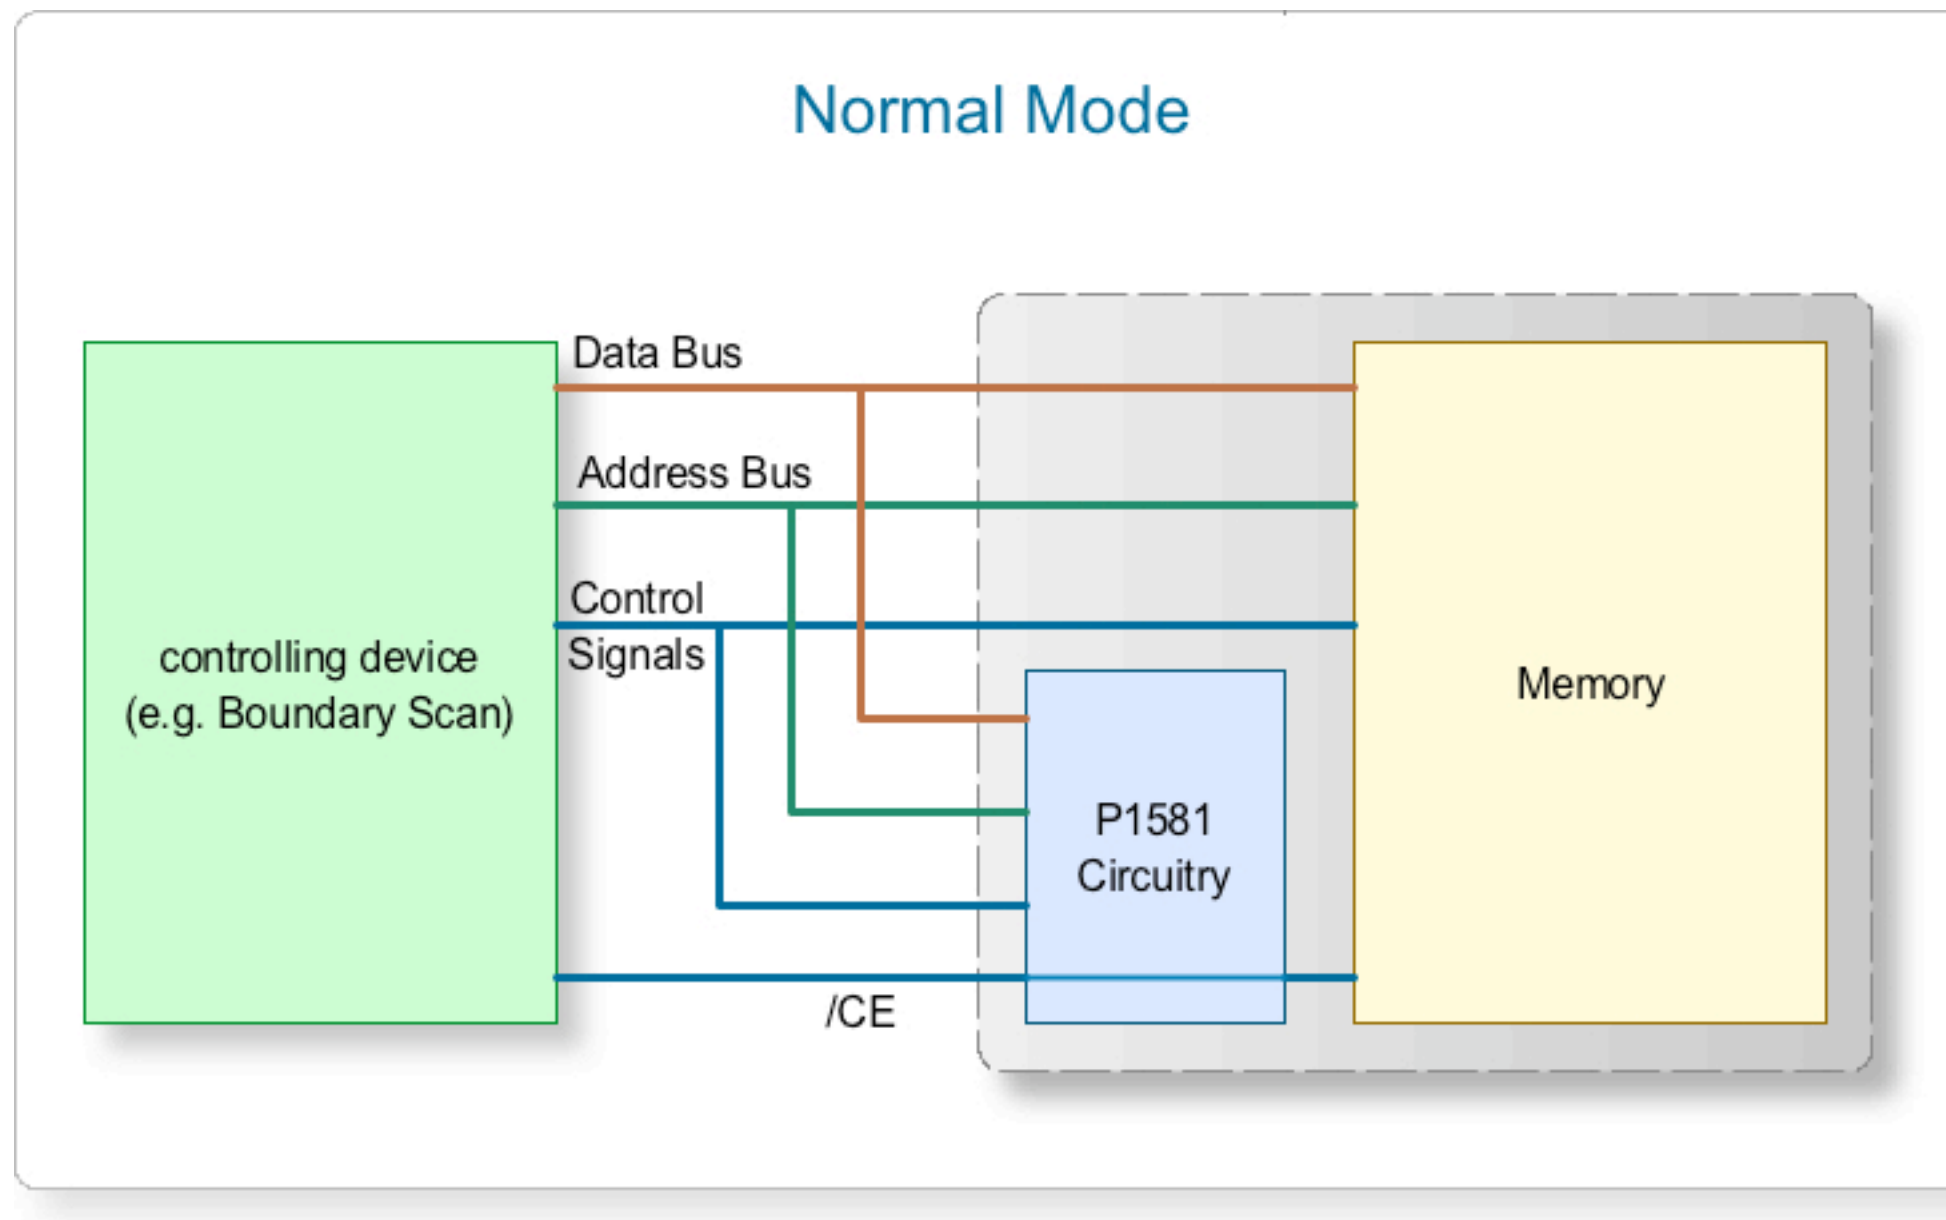 Normal Mode
Data Bus
Address Bus
Control
Signals
controlling device
(e.g. Boundary Scan)
Memory
P1581
Circuitry
/CE